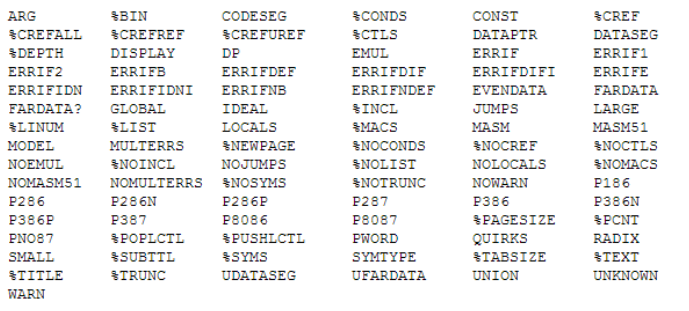 ARG %BIN CODESEG %CONDS CONST %CREF
%CREFALL %CREFREF %CREFUREF %CTLS DATAPTR DATASEG
%DEPTH DISPLAY DP EMUL ERRIF ERRIF1
ERRIF2 ERRIFB ERRIFDEF ERRIFDIF ERRIFDIFI ERRIFE
ERRIFIDN ERRIFIDNI ERRIFNB ERRIFNDEF EVENDATA FARDATA
FARDATA? GLOBAL IDEAL %INCL JUMPS LARGE
%LINUM %LIST LOCALS %MACS MASM MASM51
MODEL MULTERRS %NEWPAGE %NOCONDS %NOCREF %NOCTLS
NOEMUL %NOINCL NOJUMPS %NOLIST NOLOCALS %NOMACS
NOMASM51 NOMULTERRS %NOSYMS %NOTRUNC NOWARN P186
P286 P286N P286P P287 P386 P386N
P386P P387 P8086 P8087 %PAGESIZE %PCNT
PNO87 %POPLCTL %PUSHLCTL PWORD QUIRKS RADIX
SMALL %SUBTTL %SYMS SYMTYPE %TABSIZE %TEXT
%TITLE %TRUNC UDATASEG UFARDATA UNION UNKNOWN
WARN